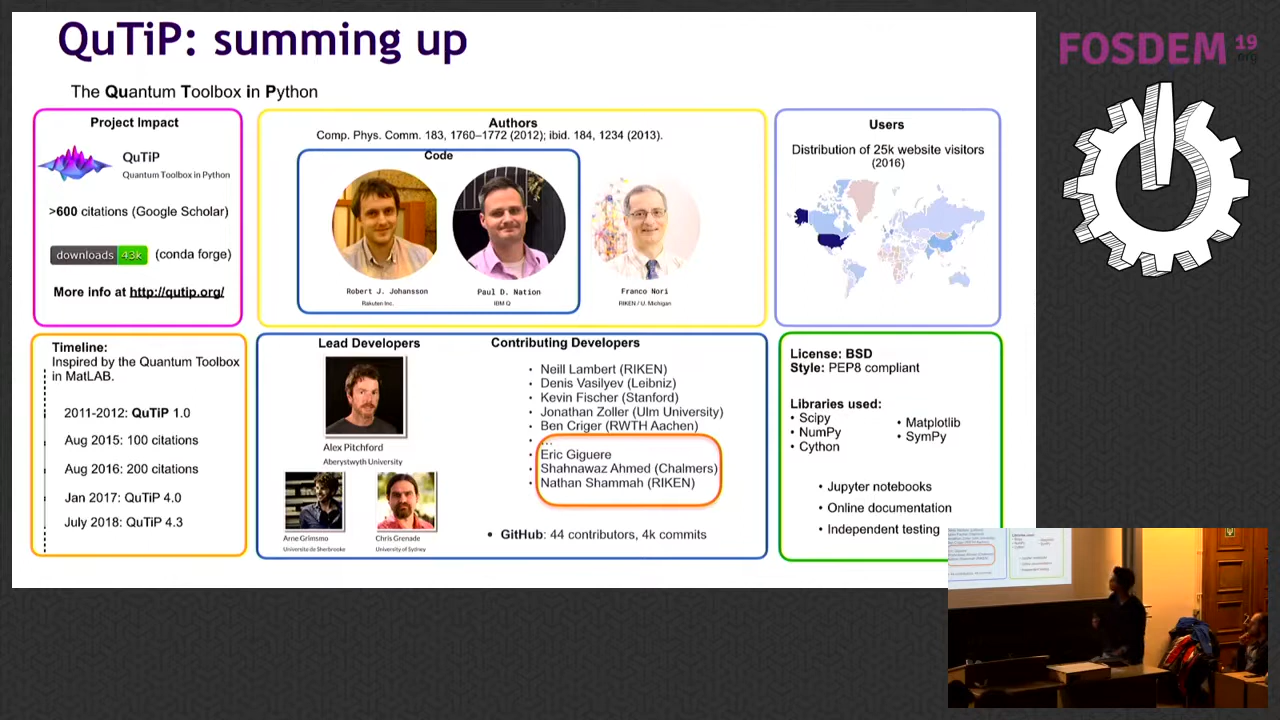 QuTiP: summing up
The Quantum Toolbox in Python
Project Impact
QuTiP
Quantum Toolbox in Python
>600 citations (Google Scholar)
downloads 43k (conda forge)
More info at http://qutip.org/
Authors
Comp. Phys. Comm. 183, 1760–1772 (2012); ibid. 184, 1234 (2013).
Code
Robert J. Johansson
Rakuten Inc.
Paul D. Nation
IBM Q
Franco Nori
RIKEN / U. Michigan
Users
Distribution of 25k website visitors
(2016)
Timeline:
Inspired by the Quantum Toolbox
in MatLAB.
2011-2012: QuTiP 1.0
Aug 2015: 100 citations
Aug 2016: 200 citations
Jan 2017: QuTiP 4.0
July 2018: QuTiP 4.3
Lead Developers
Alex Pitchford
Aberystwyth University
Arne Grimsmo
Universite de Sherbrooke
Chris Grenade
University of Sydney
Contributing Developers
• Neill Lambert (RIKEN)
• Denis Vasilyev (Leibniz)
• Kevin Fischer (Stanford)
• Jonathan Zoller (Ulm University)
• Ben Criger (RWTH Aachen)
• ...
• Eric Giguere
• Shahnawaz Ahmed (Chalmers)
• Nathan Shammah (RIKEN)
• GitHub: 44 contributors, 4k commits
License: BSD
Style: PEP8 compliant
Libraries used:
• Scipy
• NumPy
• Cython
• Matplotlib
• SymPy
• Jupyter notebooks
• Online documentation
• Independent testing
FOSDEM 19
.org